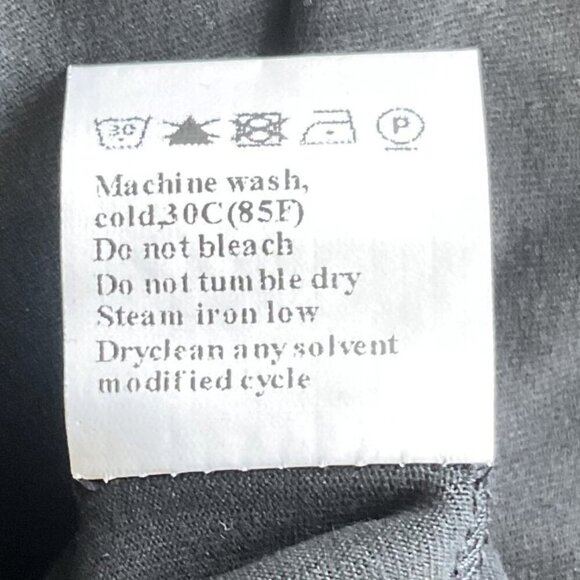 30 P
Machine wash,
cold,30C(85F)
Do not bleach
Do not tumble dry
Steam iron low
Dryclean any solvent
modified cycle